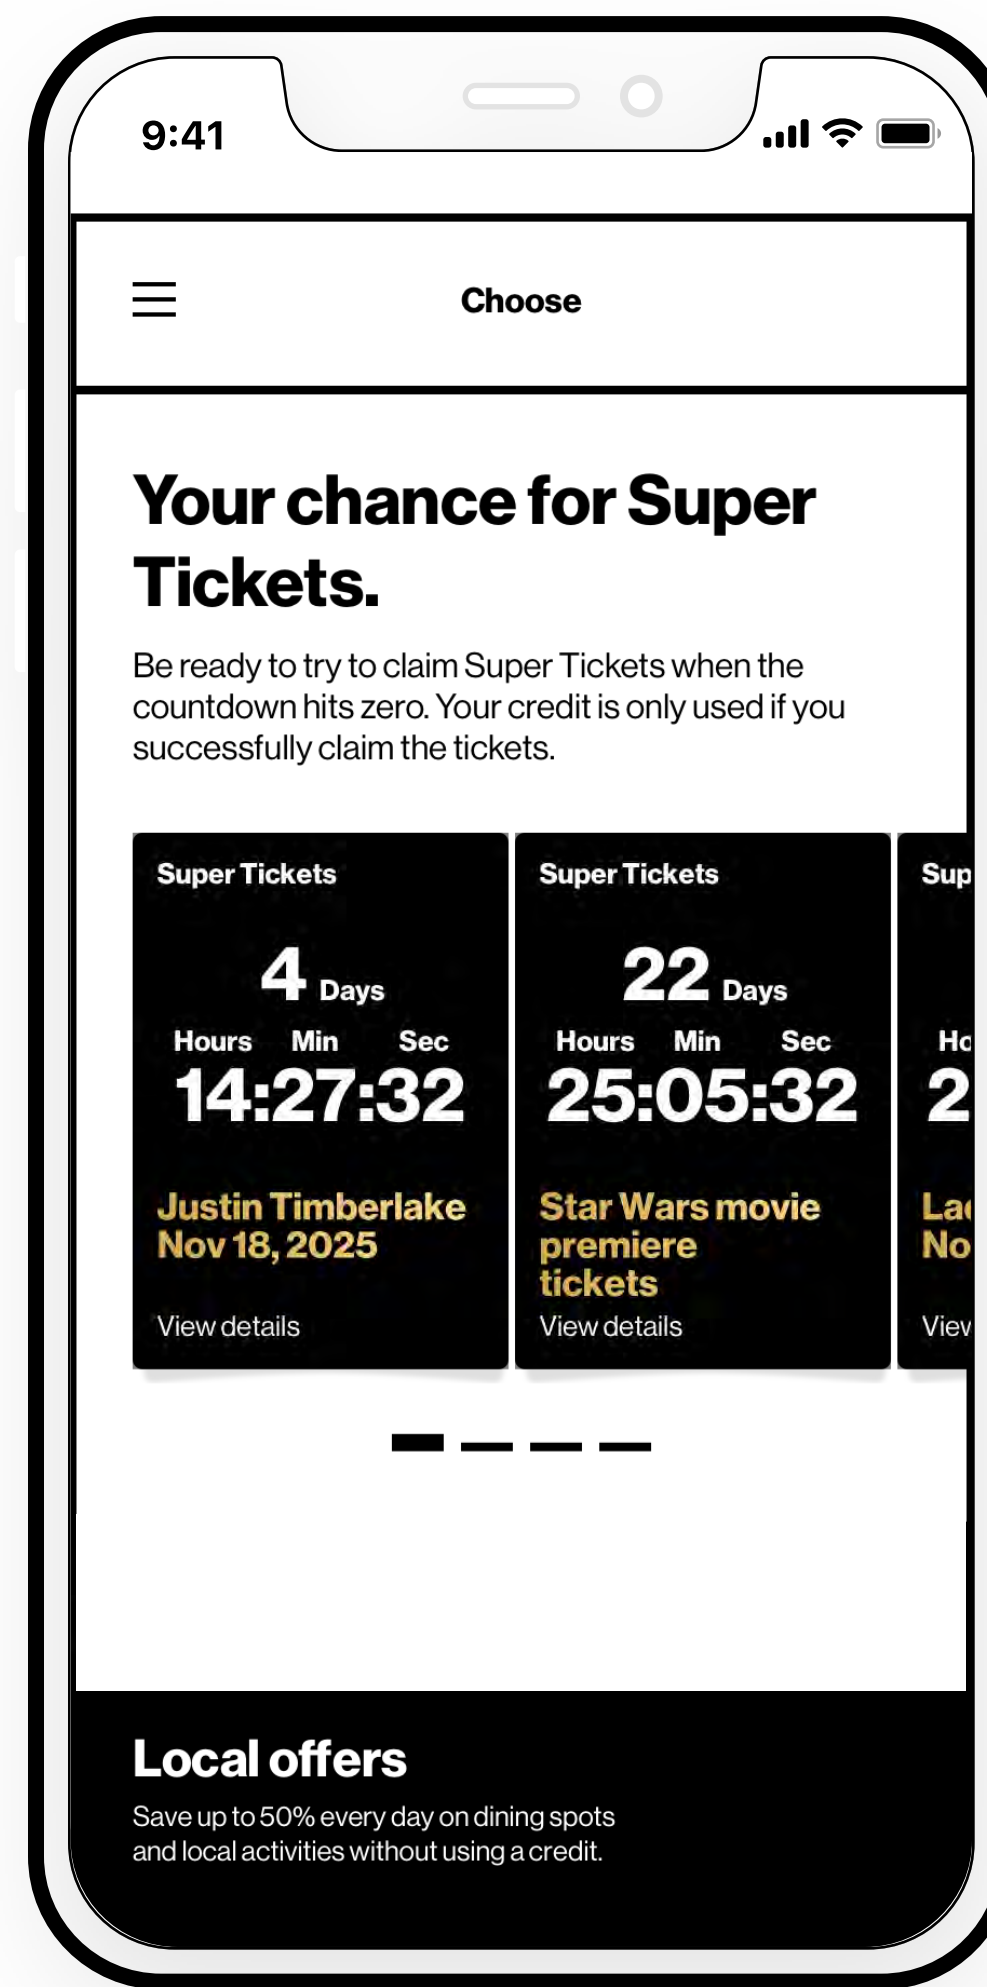 9:41
Choose
Your chance for Super
Tickets.
Be ready to try to claim Super Tickets when the
countdown hits zero. Your credit is only used if you
successfully claim the tickets.
Super Tickets
4 Days
Hours Min Sec
14:27:32
Justin Timberlake
Nov 18, 2025
View details
Super Tickets
22 Days
Hours Min Sec
25:05:32
Star Wars movie
premiere
tickets
View details
Local offers
Save up to 50% every day on dining spots
and local activities without using a credit.